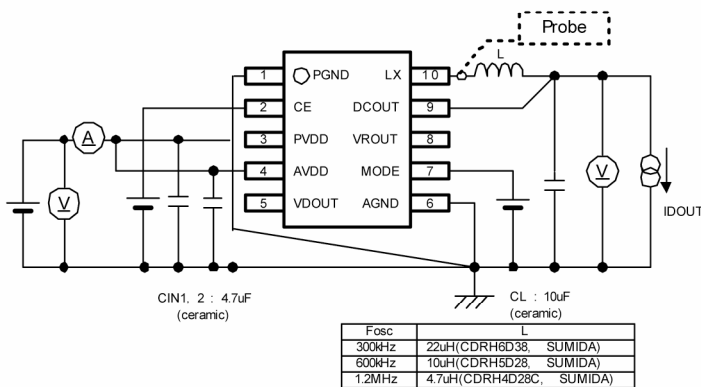 Probe
L
1 PGND LX 10
2 CE DCOUT 9
3 PVDD VROUT 8
4 AVDD MODE 7
5 VDOUT AGND 6
A
V
V
IDOUT
CIN1, 2 : 4.7uF
(ceramic)
CL : 10uF
(ceramic)
Fosc L
300kHz 22uH(CDRH6D38, SUMIDA)
600kHz 10uH(CDRH5D28, SUMIDA)
1.2MHz 4.7uH(CDRH4D28C, SUMIDA)